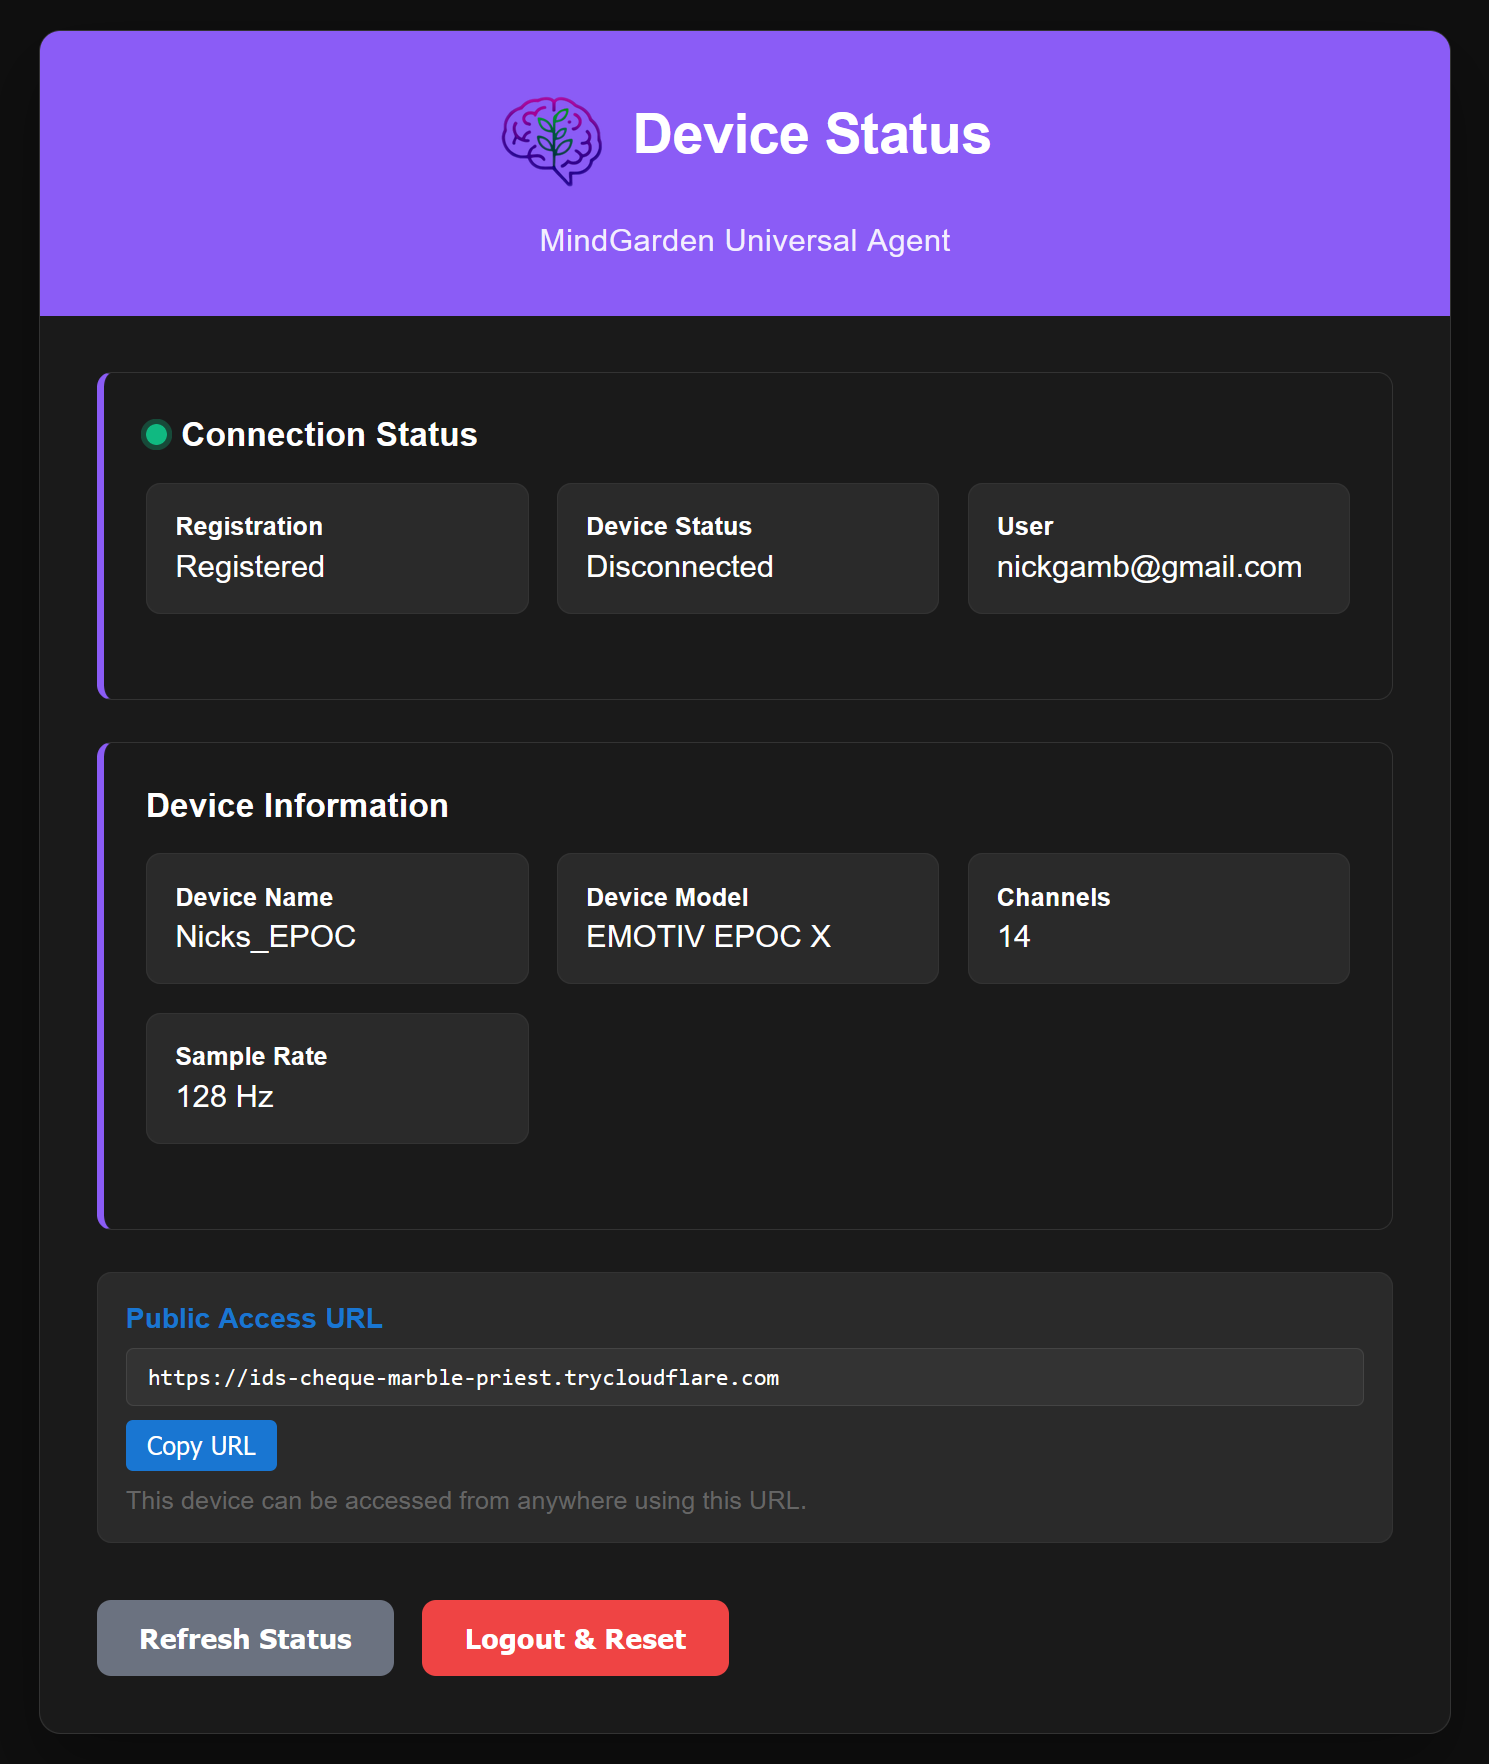 Device Status
MindGarden Universal Agent
Connection Status
Registration
Registered
Device Status
Disconnected
User
nickgamb@gmail.com
Device Information
Device Name
Nicks_EPOC
Device Model
EMOTIV EPOC X
Channels
14
Sample Rate
128 Hz
Public Access URL
https://ids-cheque-marble-priest.trycloudflare.com
Copy URL
This device can be accessed from anywhere using this URL.
Refresh Status
Logout & Reset